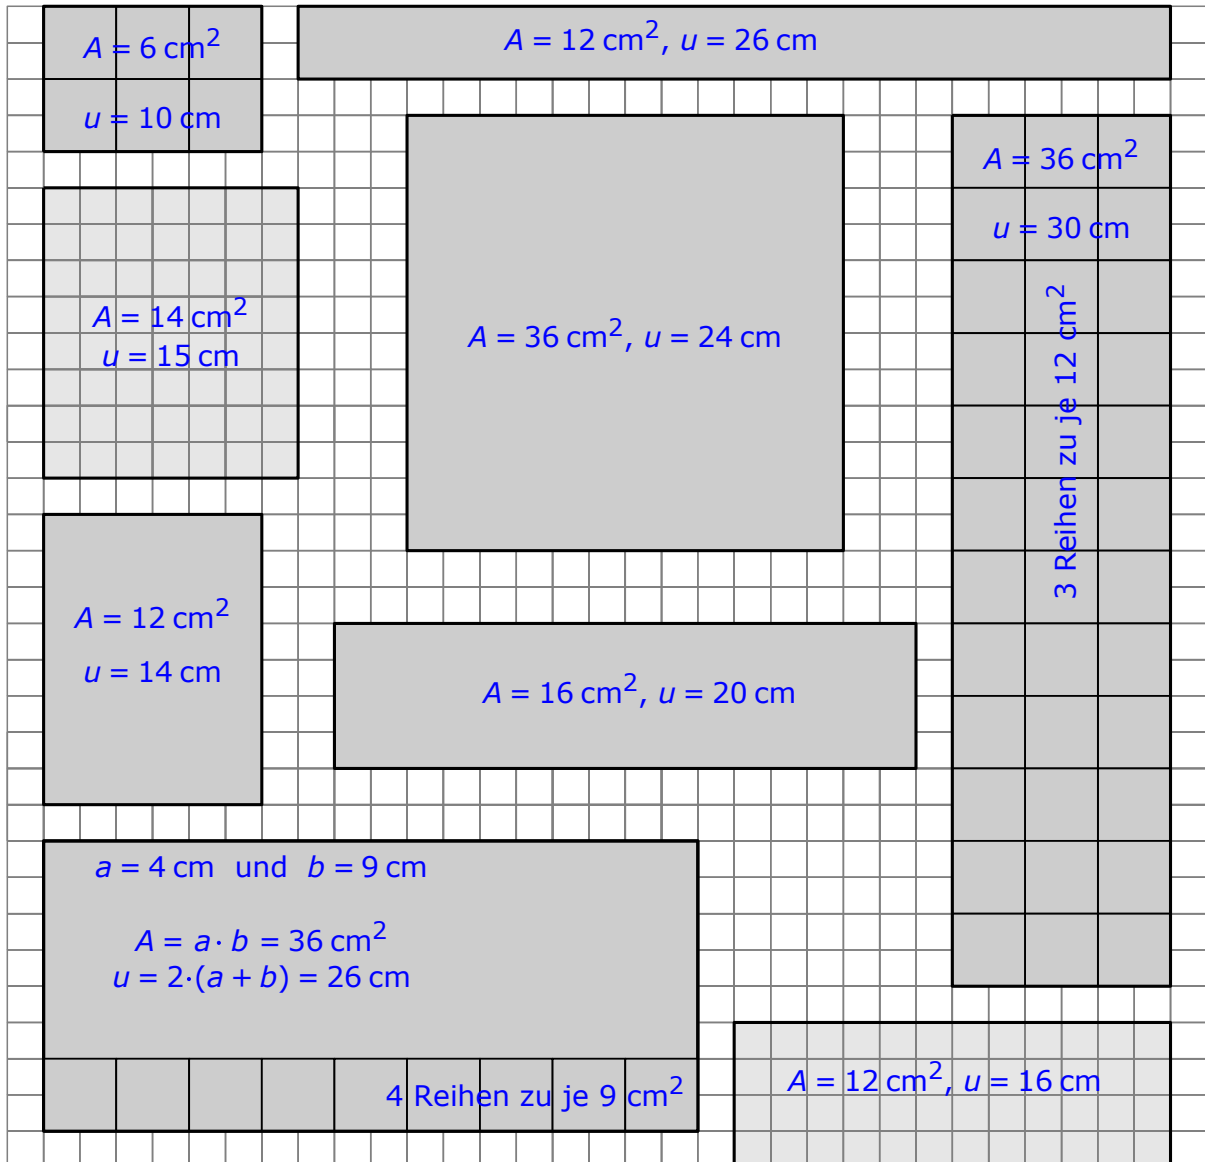 A = 6 cm²
u = 10 cm
A = 12 cm², u = 26 cm
A = 36 cm²
u = 30 cm
3 Reihen zu je 12 cm²
A = 14 cm²
u = 15 cm
A = 36 cm², u = 24 cm
A = 12 cm²
u = 14 cm
A = 16 cm², u = 20 cm
a = 4 cm und b = 9 cm
A = a · b = 36 cm²
u = 2·(a + b) = 26 cm
4 Reihen zu je 9 cm²
A = 12 cm², u = 16 cm